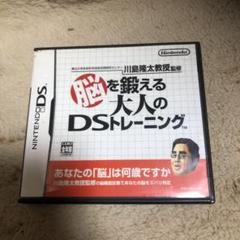 Nintendo
川島隆太教授監修
脳を鍛える
大人の
DSトレーニング
TM
NINTENDO DS
あなたの「脳」は何歳ですか